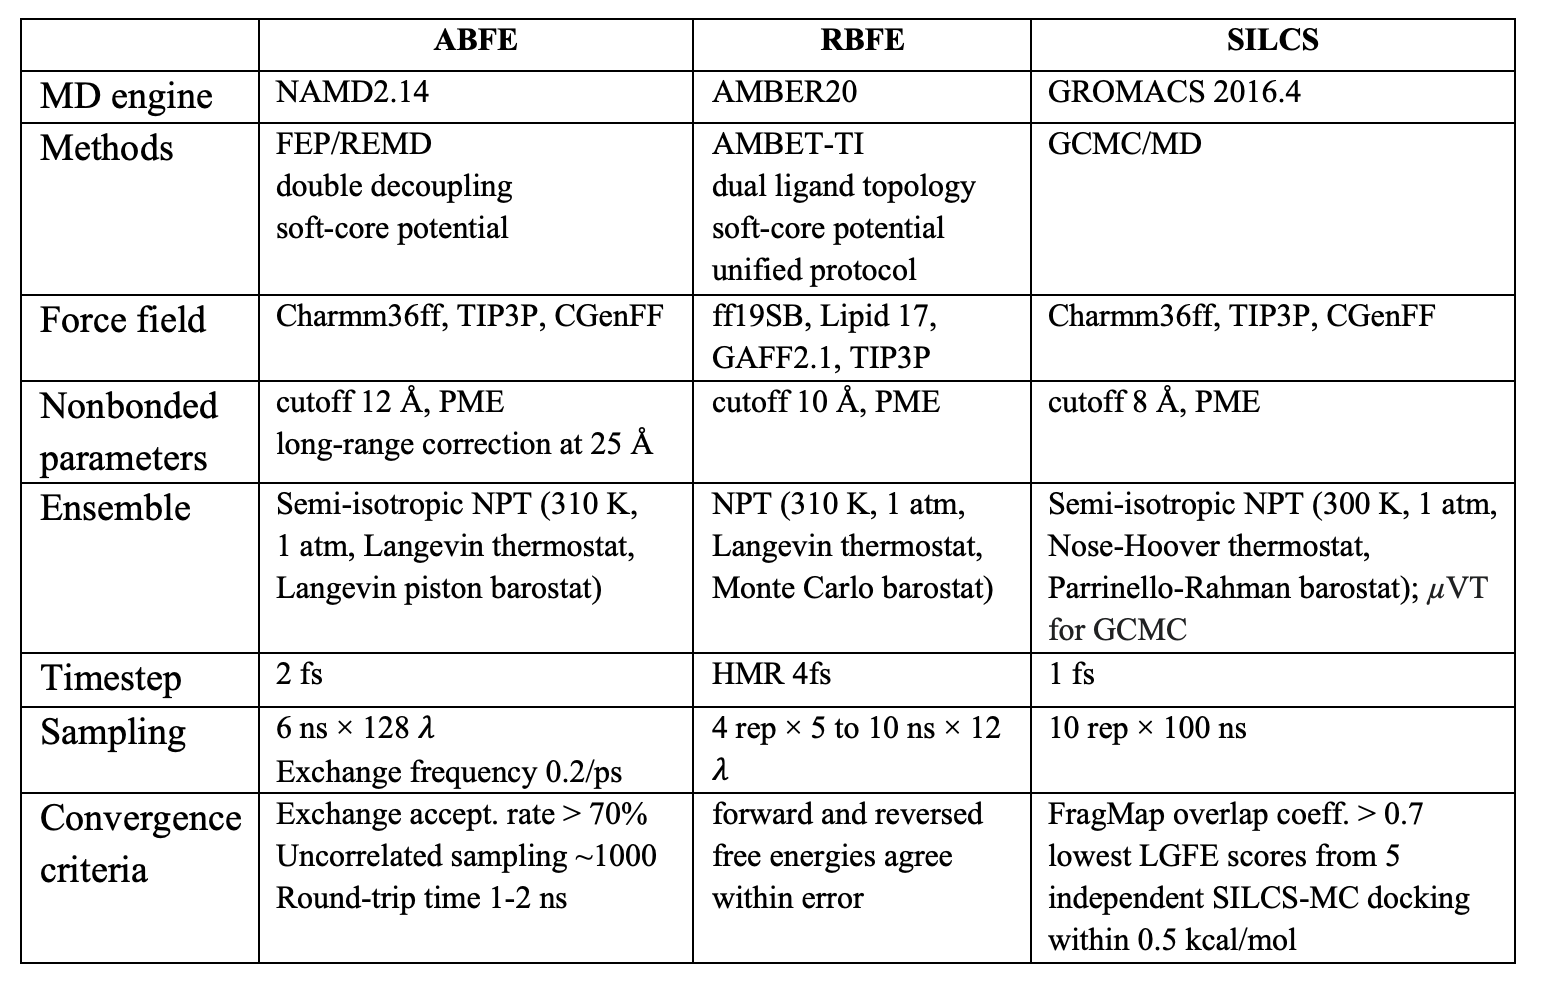 ABFE RBFE SILCS
MD engine NAMD2.14 AMBER20 GROMACS 2016.4
Methods FEP/REMD AMBET-TI GCMC/MD
double decoupling dual ligand topology
soft-core potential soft-core potential
unified protocol
Force field Charmm36ff, TIP3P, CGenFF ff19SB, Lipid 17, Charmm36ff, TIP3P, CGenFF
GAFF2.1, TIP3P
Nonbonded cutoff 12 Å, PME cutoff 10 Å, PME cutoff 8 Å, PME
parameters long-range correction at 25 Å
Ensemble Semi-isotropic NPT (310 K, NPT (310 K, 1 atm, Semi-isotropic NPT (300 K, 1 atm,
1 atm, Langevin thermostat, Langevin thermostat, Nose-Hoover thermostat,
Langevin piston barostat) Monte Carlo barostat) Parrinello-Rahman barostat); 𝜇VT
for GCMC
Timestep 2 fs HMR 4fs 1 fs
Sampling 6 ns × 128 𝜆 4 rep × 5 to 10 ns × 12 10 rep × 100 ns
Exchange frequency 0.2/ps 𝜆
Convergence Exchange accept. rate > 70% forward and reversed FragMap overlap coeff. > 0.7
criteria Uncorrelated sampling ~1000 free energies agree lowest LGFE scores from 5
Round-trip time 1-2 ns within error independent SILCS-MC docking
within 0.5 kcal/mol